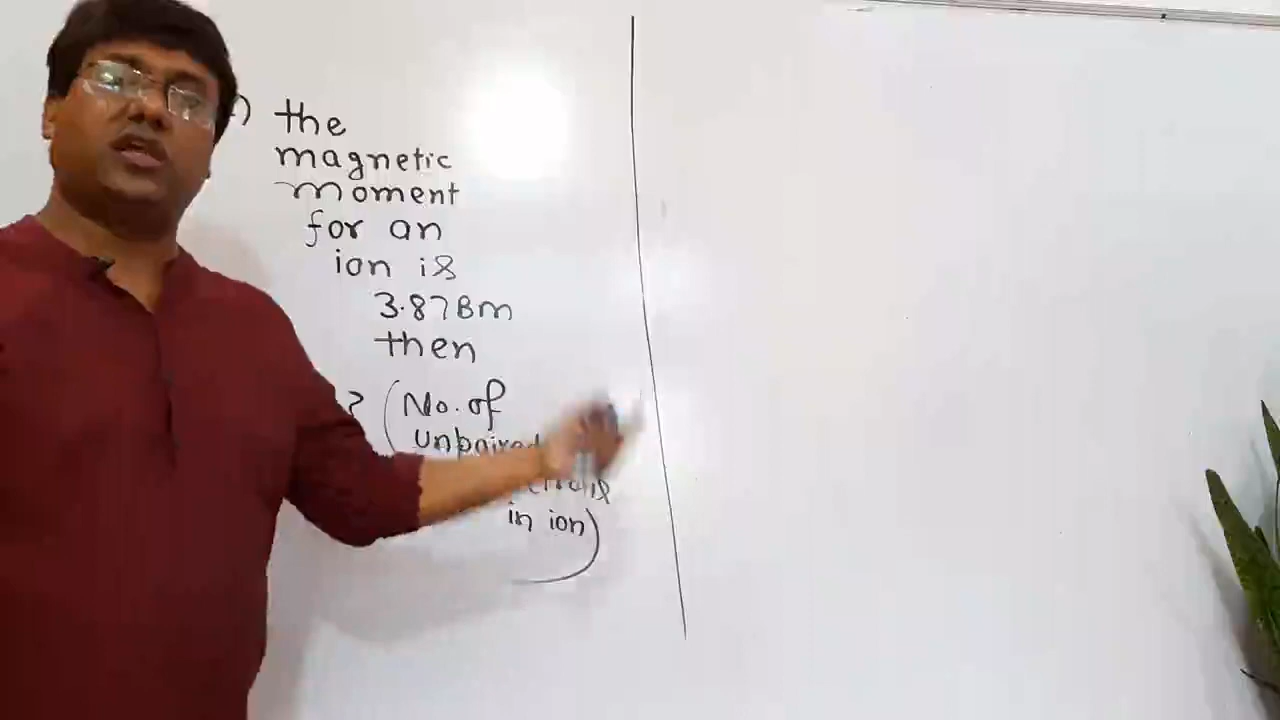 ) the
magnetic
moment
for an
ion is
3.87Bm
then
? (No. of
unpaired
in ion)